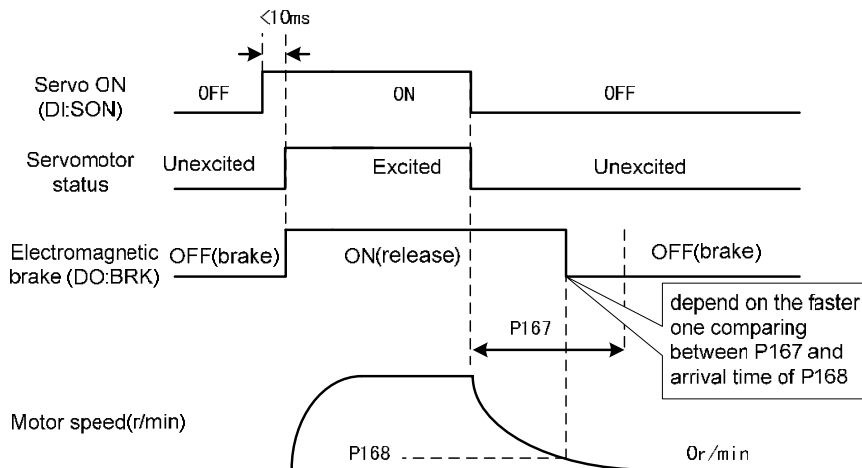 <10ms
Servo ON
(DI:SON)
OFF
ON
OFF
Servomotor
status
Unexcited
Excited
Unexcited
Electromagnetic
brake (DO:BRK)
OFF(brake)
ON(release)
OFF(brake)
P167
depend on the faster
one comparing
between P167 and
arrival time of P168
Motor speed(r/min)
P168
0r/min